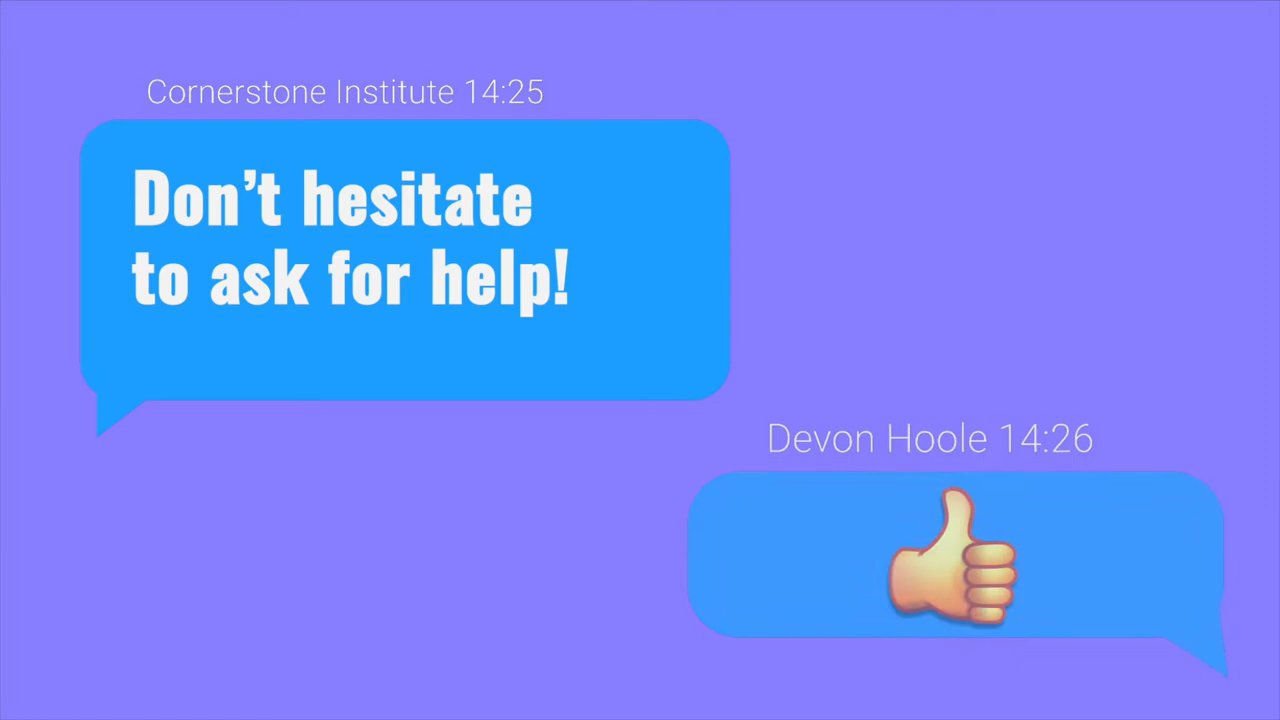 Cornerstone Institute 14:25
Don’t hesitate
to ask for help!
Devon Hoole 14:26